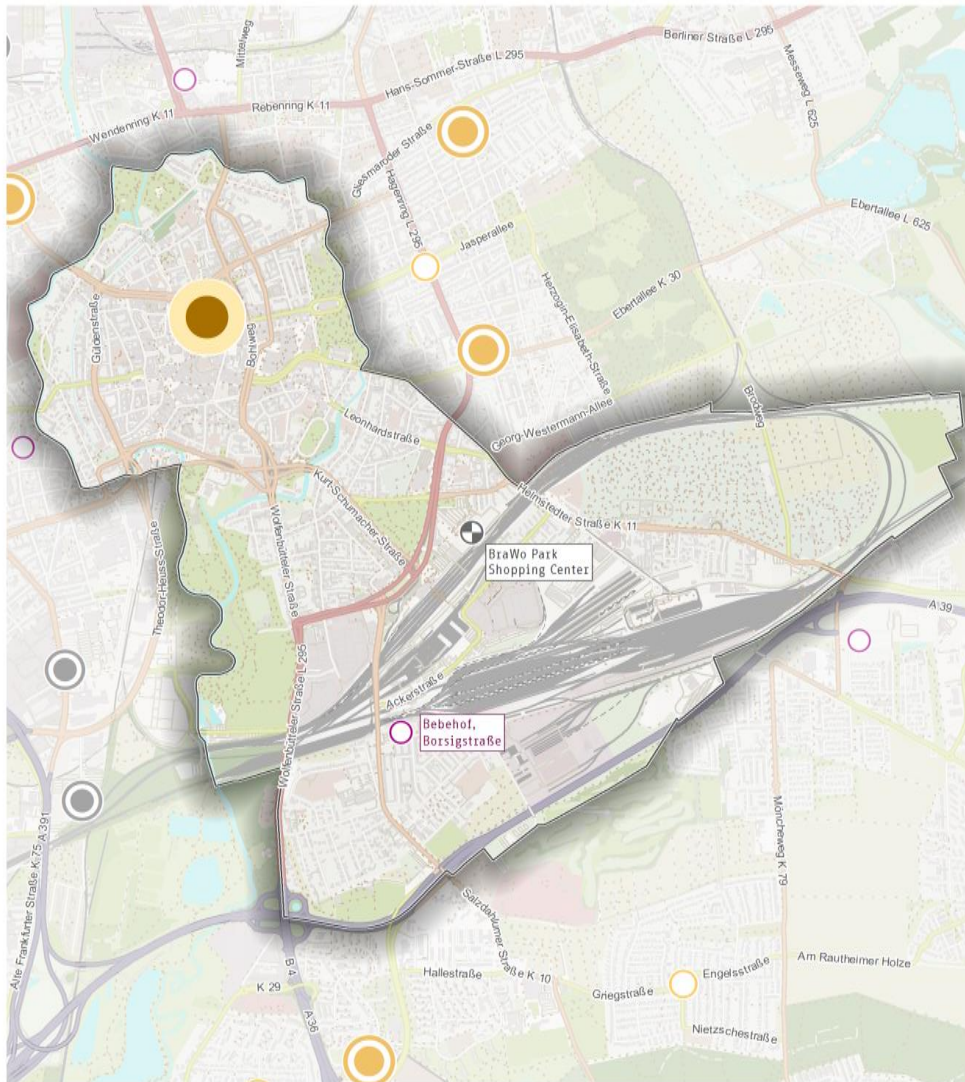 Mittelweg
Berliner Straße L 295
Hans-Sommer-Straße L 295
Messeweg L 625
Rebenring K 11
Wendenring K 11
Gliesmaroder Straße
Hagenring L 295
Ebertallee L 625
Jasperallee
Herzogin-Elisabeth-Straße
Ebertallee K 30
Güldenstraße
Bohlweg
Brodweg
Georg-Westermann-Allee
Leonhardstraße
Kurt-Schumacher-Straße
Helmstedter Straße K 11
Wolfenbütteler Straße
BraWo Park
Shopping Center
Theodor-Heuss-Straße
A 39
Ackerstraße
Wolfenbütteler Straße L 295
Bebehof,
Borsigstraße
Alte Frankfurter Straße K 75
A 391
Möncheweg K 79
Salzdahlumer Straße K 10
Am Rautheimer Holze
Engelsstraße
Hallestraße
B 4
K 29
Griegstraße
A36
Nietzschestraße